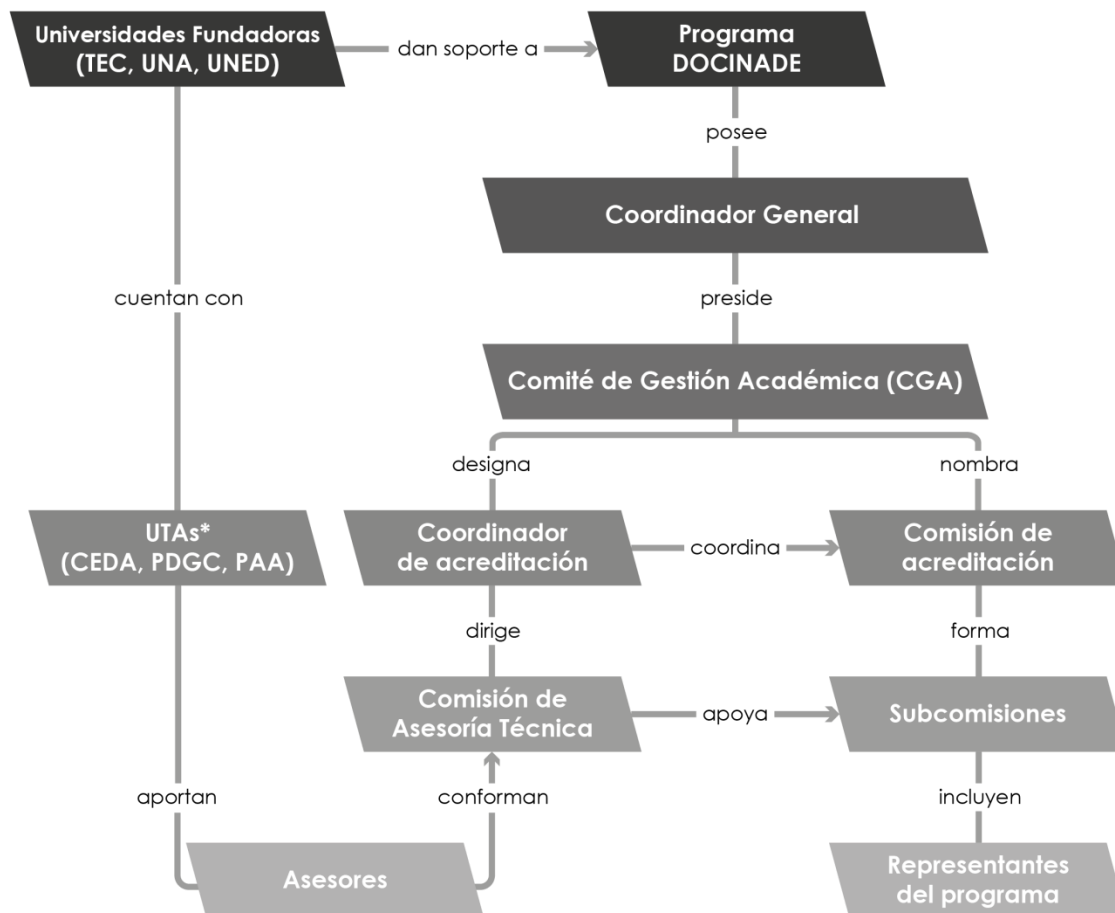 Universidades Fundadoras
(TEC, UNA, UNED)
dan soporte a
Programa
DOCINADE
posee
Coordinador General
cuentan con
preside
Comité de Gestión Académica (CGA)
designa
nombra
UTAs*
(CEDA, PDGC, PAA)
Coordinador
de acreditación
coordina
Comisión de
acreditación
dirige
forma
Comisión de
Asesoría Técnica
apoya
Subcomisiones
aportan
conforman
incluyen
Asesores
Representantes
del programa